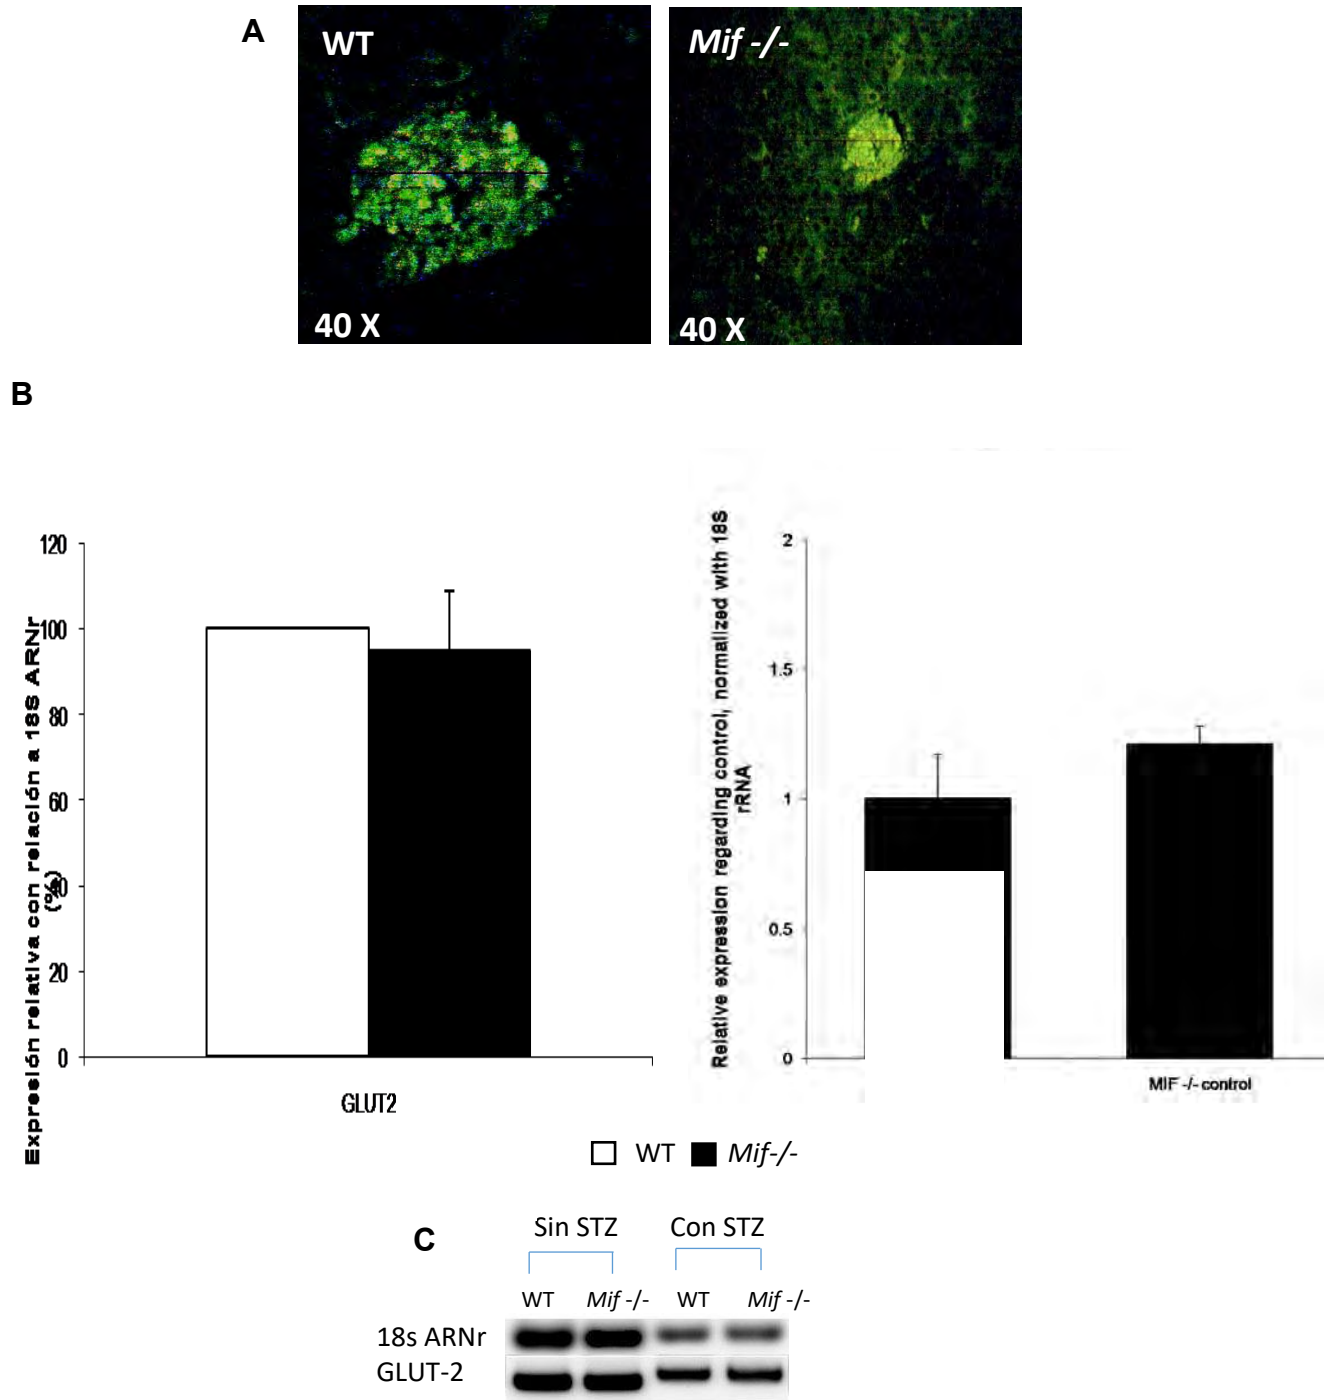 A
WT
Mif -/-
40 X
40 X
B
Expresión relativa con relación a 18S ARNr
(%)
120
100
80
60
40
20
0
GLUT2
Relative expression regarding control, normalized with 18S
rRNA
2
1.5
1
0.5
0
MIF -/- control
WT Mif-/-
C
Sin STZ Con STZ
WT Mif -/- WT Mif -/-
18s ARNr
GLUT-2